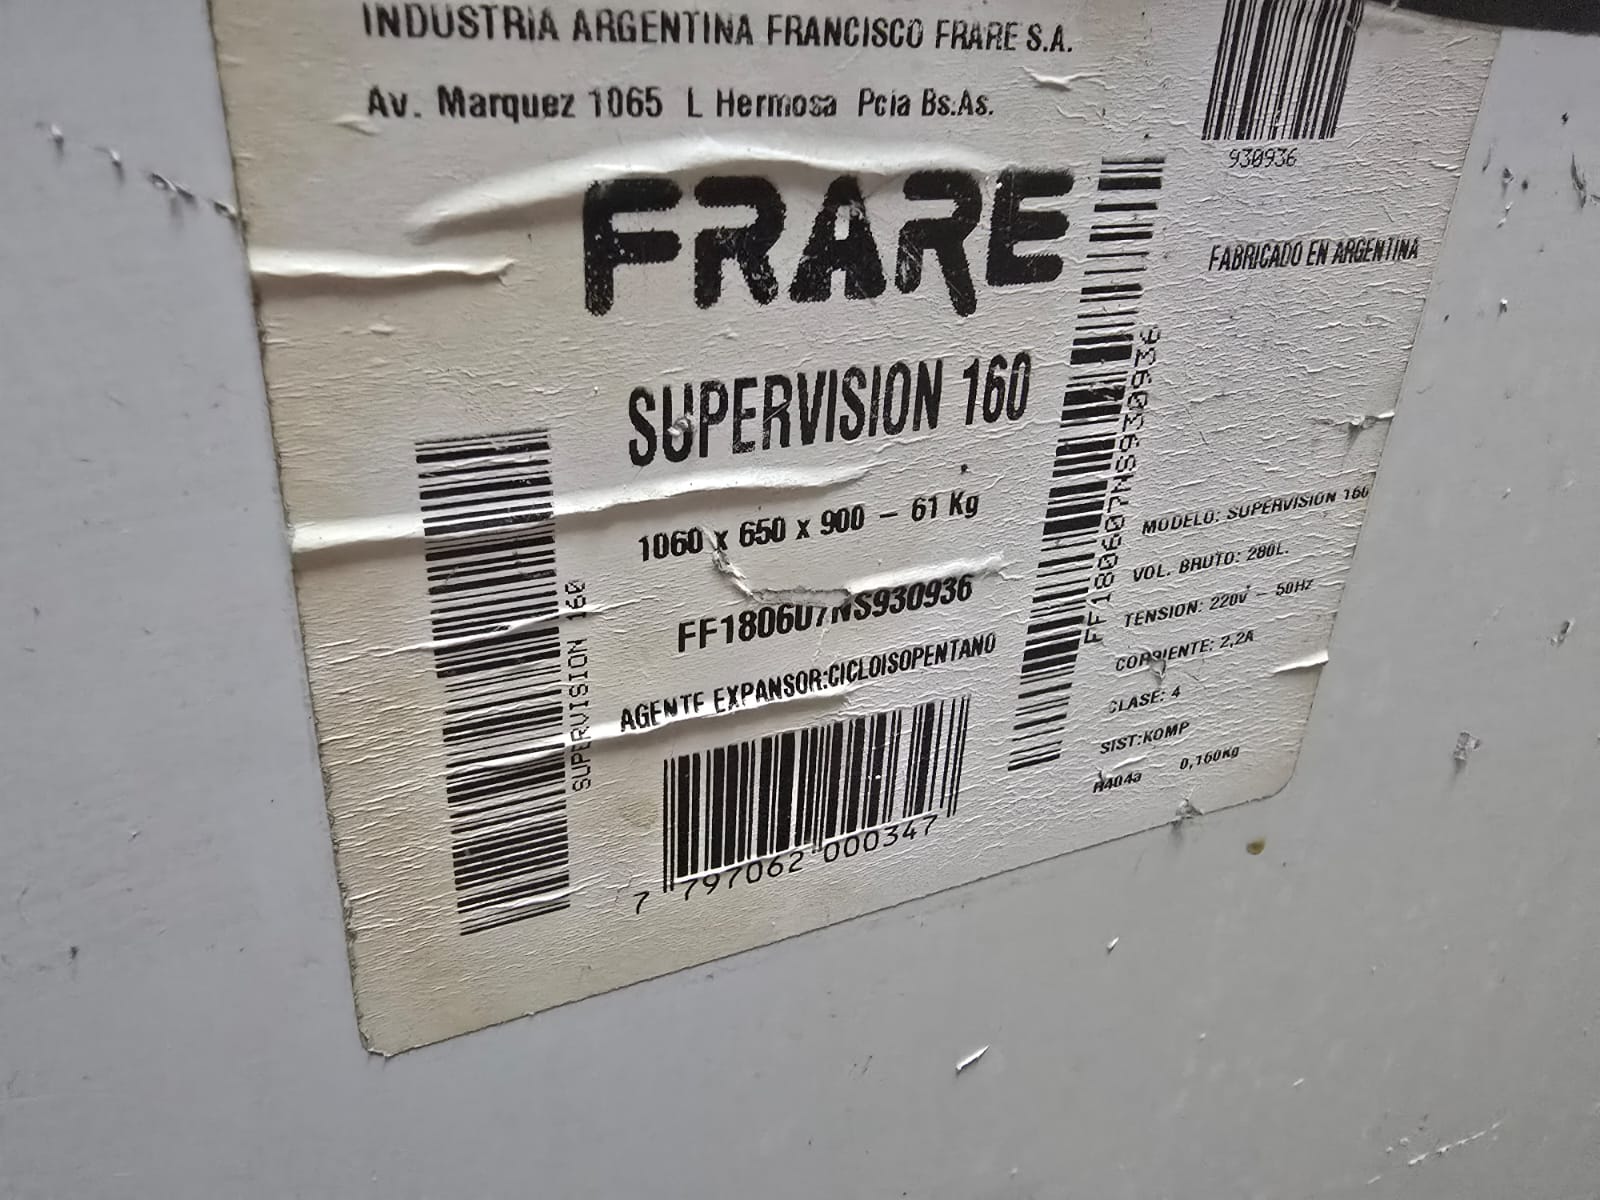 INDUSTRIA ARGENTINA FRANCISCO FRARE S.A.
Av. Marquez 1065 L Hermosa Pcia Bs.As.
930936
FRARE
FABRICADO EN ARGENTINA
SUPERVISION 160
1060 x 650 x 900 – 61 Kg
FF180607NS930936
AGENTE EXPANSOR:CICLOISOPENTANO
SUPERVISION 160
7 797062 000347
FF180607NS930936
MODELO: SUPERVISION 160
VOL. BRUTO: 280L.
TENSION: 220V – 50Hz
CORRIENTE: 2,2A
CLASE: 4
SIST:KOMP
0,160Kg